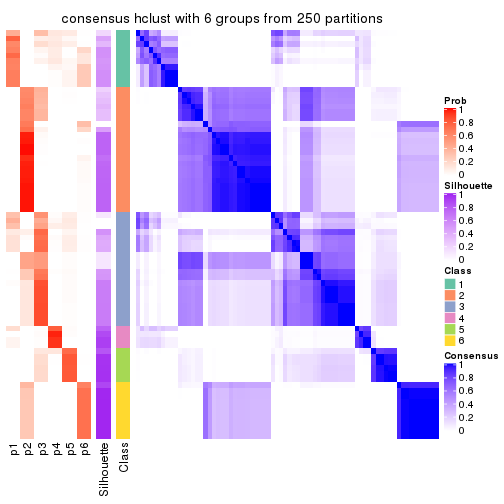 consensus hclust with 6 groups from 250 partitions
Prob
1
0.8
0.6
0.4
0.2
0
Silhouette
1
0.8
0.6
0.4
0.2
0
Class
1
2
3
4
5
6
Consensus
1
0.8
0.6
0.4
0.2
0
p1
p2
p3
p4
p5
p6
Silhouette
Class